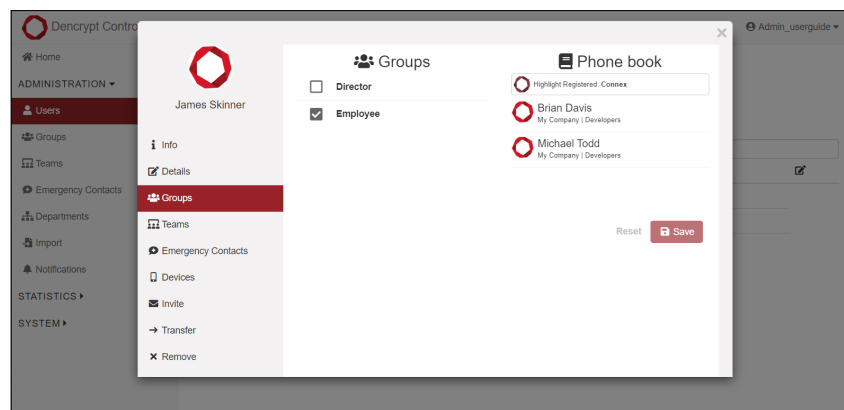 Dencrypt Contro
Admin_userguide
Home
ADMINISTRATION
Users
Groups
Teams
Emergency Contacts
Departments
Import
Notifications
STATISTICS
SYSTEM
James Skinner
Info
Details
Groups
Teams
Emergency Contacts
Devices
Invite
Transfer
Remove
Groups
Director
Employee
Phone book
Highlight Registered: Connex
Brian Davis
My Company | Developers
Michael Todd
My Company | Developers
Reset
Save